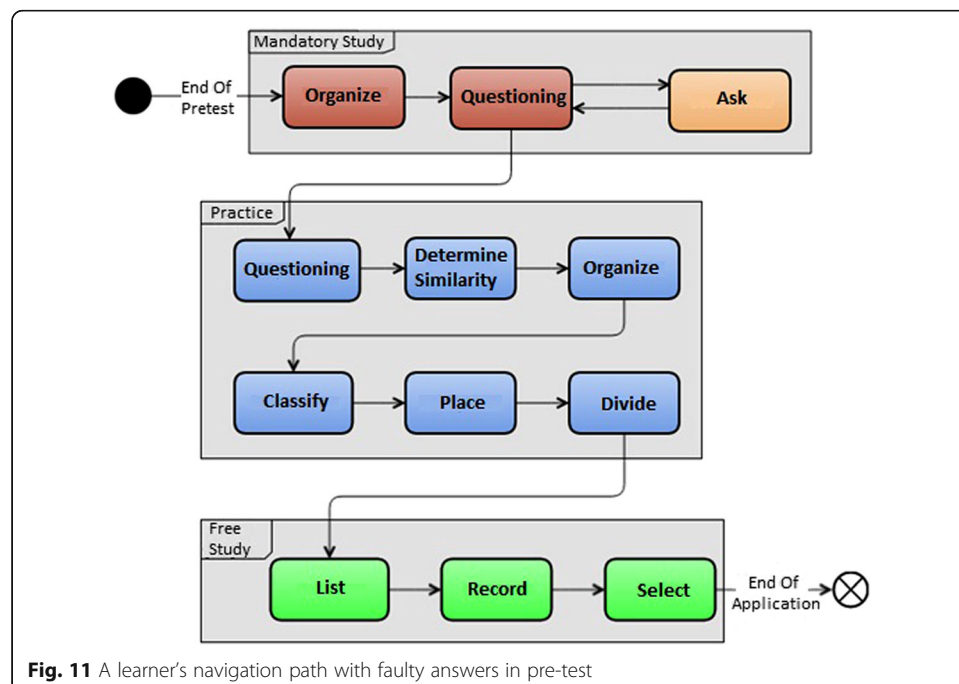 Mandatory Study
End Of
Pretest
Organize
Questioning
Ask
Practice
Questioning
Determine
Similarity
Organize
Classify
Place
Divide
Free
Study
List
Record
Select
End Of
Application
Fig. 11 A learner's navigation path with faulty answers in pre-test